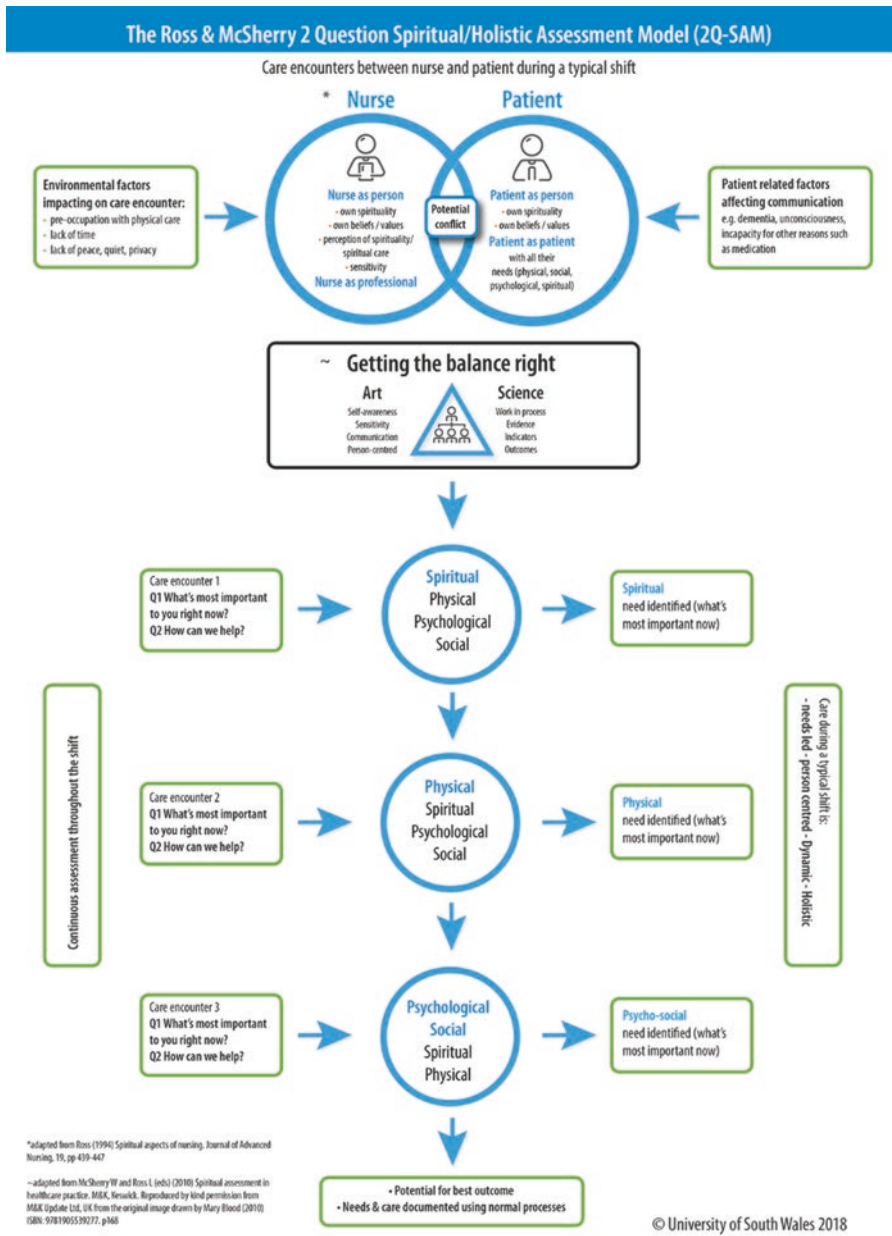 The Ross & McSherry 2 Question Spiritual/Holistic Assessment Model (2Q-SAM)
Care encounters between nurse and patient during a typical shift
* Nurse
Patient
Environmental factors
impacting on care encounter:
- pre-occupation with physical care
- lack of time
- lack of peace, quiet, privacy
Nurse as person
• own spirituality
• own beliefs / values
• perception of spirituality/
spiritual care
• sensitivity
Nurse as professional
Potential
conflict
Patient as person
• own spirituality
• own beliefs / values
Patient as patient
with all their
needs (physical, social,
psychological, spiritual)
Patient related factors
affecting communication
e.g. dementia, unconsciousness,
incapacity for other reasons such
as medication
~ Getting the balance right
Art
Self-awareness
Sensitivity
Communication
Person-centred
Science
Work in process
Evidence
Indicators
Outcomes
Care encounter 1
Q1 What's most important
to you right now?
Q2 How can we help?
Spiritual
Physical
Psychological
Social
Spiritual
need identified (what's
most important now)
Continuous assessment throughout the shift
Care encounter 2
Q1 What's most important
to you right now?
Q2 How can we help?
Physical
Spiritual
Psychological
Social
Physical
need identified (what's
most important now)
Care during a typical shift is:
- needs led - person centred - Dynamic - Holistic
Care encounter 3
Q1 What's most important
to you right now?
Q2 How can we help?
Psychological
Social
Spiritual
Physical
Psycho-social
need identified (what's
most important now)
• Potential for best outcome
• Needs & care documented using normal processes
*adapted from Ross (1994) Spiritual aspects of nursing. Journal of Advanced
Nursing, 19, pp 439-447
~adapted from McSherry W and Ross L (eds) (2010) Spiritual assessment in
healthcare practice. M&K, Keswick. Reproduced by kind permission from
M&K Update Ltd, UK from the original image drawn by Mary Blood (2010)
ISBN: 9781905539277. p168
© University of South Wales 2018